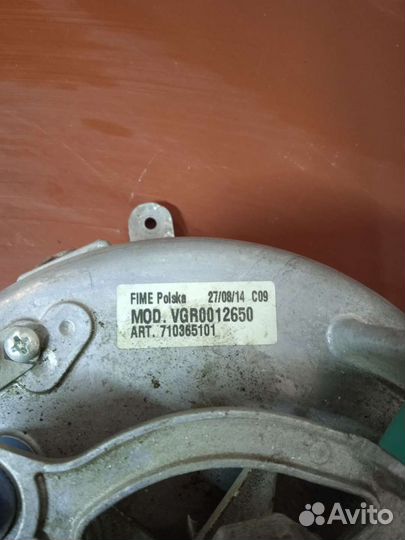 FIME Polska 27/08/14 C09
MOD. VGR0012650
ART. 710365101
Avito